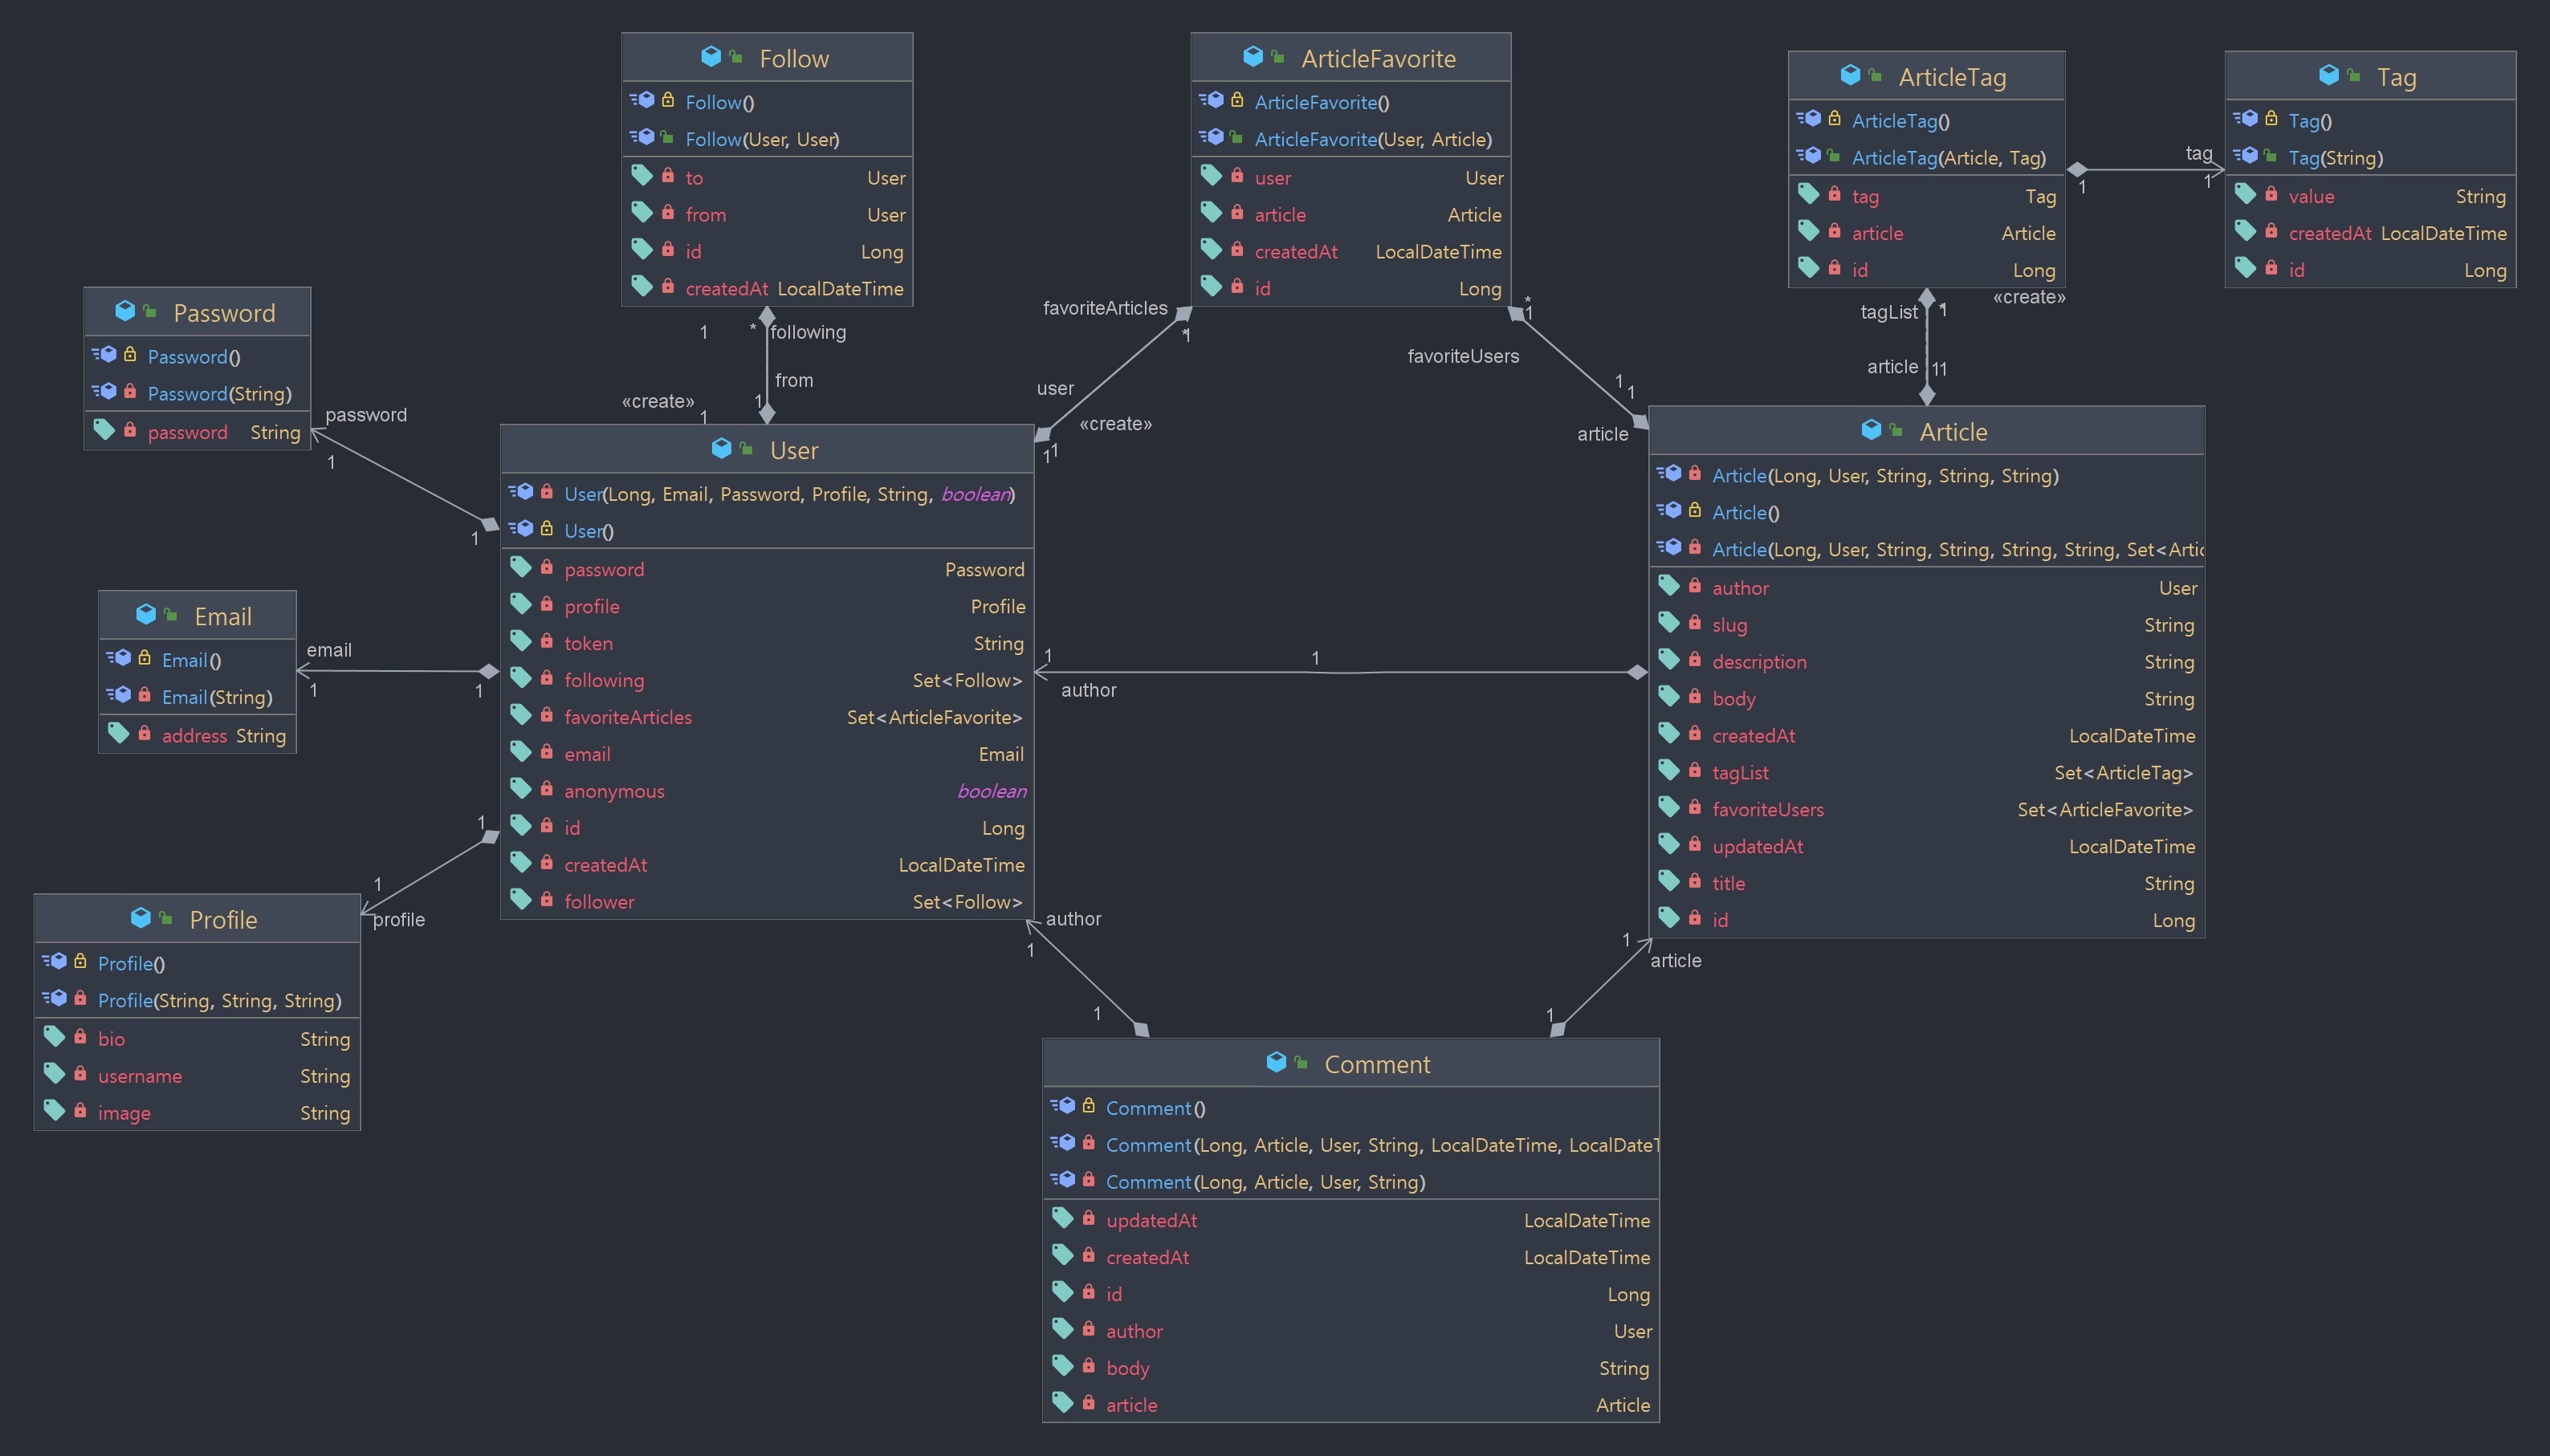 Follow
Follow()
Follow(User, User)
to User
from User
id Long
createdAt LocalDateTime
ArticleFavorite
ArticleFavorite()
ArticleFavorite(User, Article)
user User
article Article
createdAt LocalDateTime
id Long
ArticleTag
ArticleTag()
ArticleTag(Article, Tag)
tag Tag
article Article
id Long
tag
1
1
Tag
Tag()
Tag(String)
value String
createdAt LocalDateTime
id Long
Password
Password()
Password(String)
password String
password
1
1
1
* following
from
«create»
1
1
favoriteArticles
*
1
user
«create»
1
1
*
1
favoriteUsers
1
1
article
«create»
tagList
*
1
article
1
1
User
User(Long, Email, Password, Profile, String, boolean)
User()
password Password
profile Profile
token String
following Set<Follow>
favoriteArticles Set<ArticleFavorite>
email Email
anonymous boolean
id Long
createdAt LocalDateTime
follower Set<Follow>
Article
Article(Long, User, String, String, String)
Article()
Article(Long, User, String, String, String, String, Set<Artic
author User
slug String
description String
body String
createdAt LocalDateTime
tagList Set<ArticleTag>
favoriteUsers Set<ArticleFavorite>
updatedAt LocalDateTime
title String
id Long
Email
Email()
Email(String)
address String
email
1
1
1
1
author
1
1
profile
Profile
Profile()
Profile(String, String, String)
bio String
username String
image String
author
1
1
1
article
1
Comment
Comment()
Comment(Long, Article, User, String, LocalDateTime, LocalDateT
Comment(Long, Article, User, String)
updatedAt LocalDateTime
createdAt LocalDateTime
id Long
author User
body String
article Article